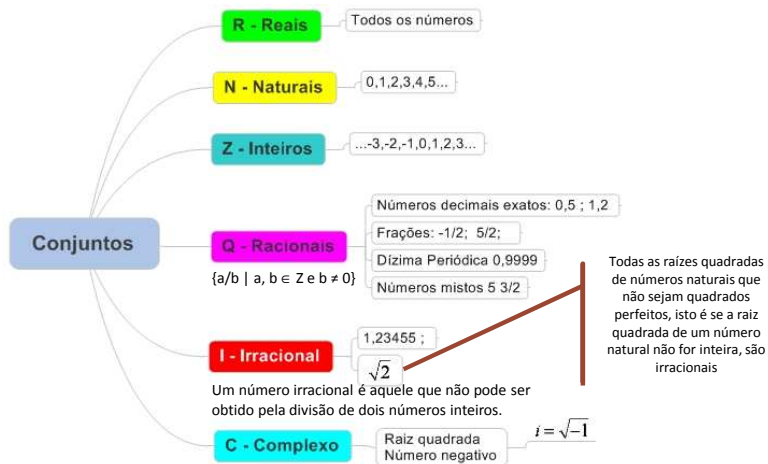 R - Reais
Todos os números
N - Naturais
0,1,2,3,4,5...
Z - Inteiros
...-3,-2,-1,0,1,2,3...
Conjuntos
Q - Racionais
{a/b | a, b ∈ Z e b ≠ 0}
Números decimais exatos: 0,5 ; 1,2
Frações: -1/2; 5/2;
Dízima Periódica 0,9999
Números mistos 5 3/2
Todas as raízes quadradas
de números naturais que
não sejam quadrados
perfeitos, isto é se a raiz
quadrada de um número
natural não for inteira, são
irracionais
I - Irracional
1,23455 ;
√2
Um número irracional é aquele que não pode ser
obtido pela divisão de dois números inteiros.
C - Complexo
Raiz quadrada
Número negativo
i = √-1